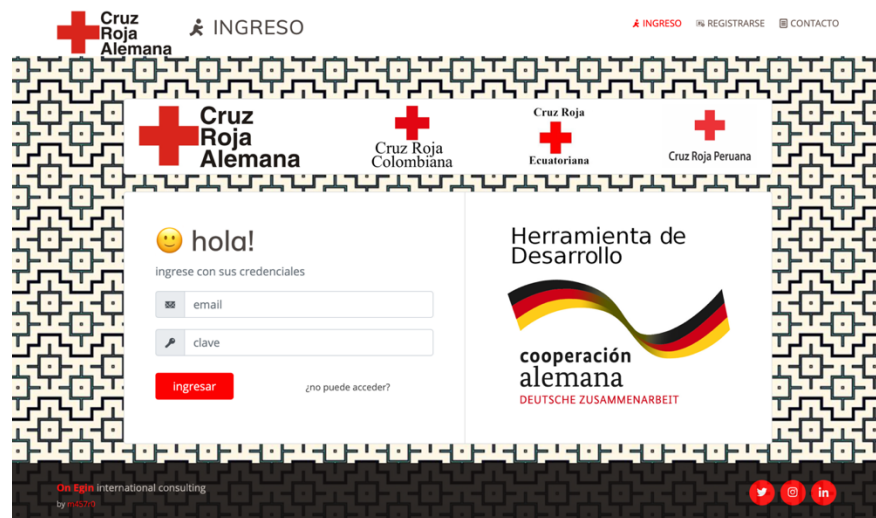 Cruz
Roja
Alemana
INGRESO
INGRESO
REGISTRARSE
CONTACTO
Cruz
Roja
Alemana
Cruz Roja
Colombiana
Cruz Roja
Ecuatoriana
Cruz Roja Peruana
hola!
ingrese con sus credenciales
email
clave
ingresar
¿no puede acceder?
Herramienta de
Desarrollo
cooperación
alemana
DEUTSCHE ZUSAMMENARBEIT
On Egin international consulting
by m457r0